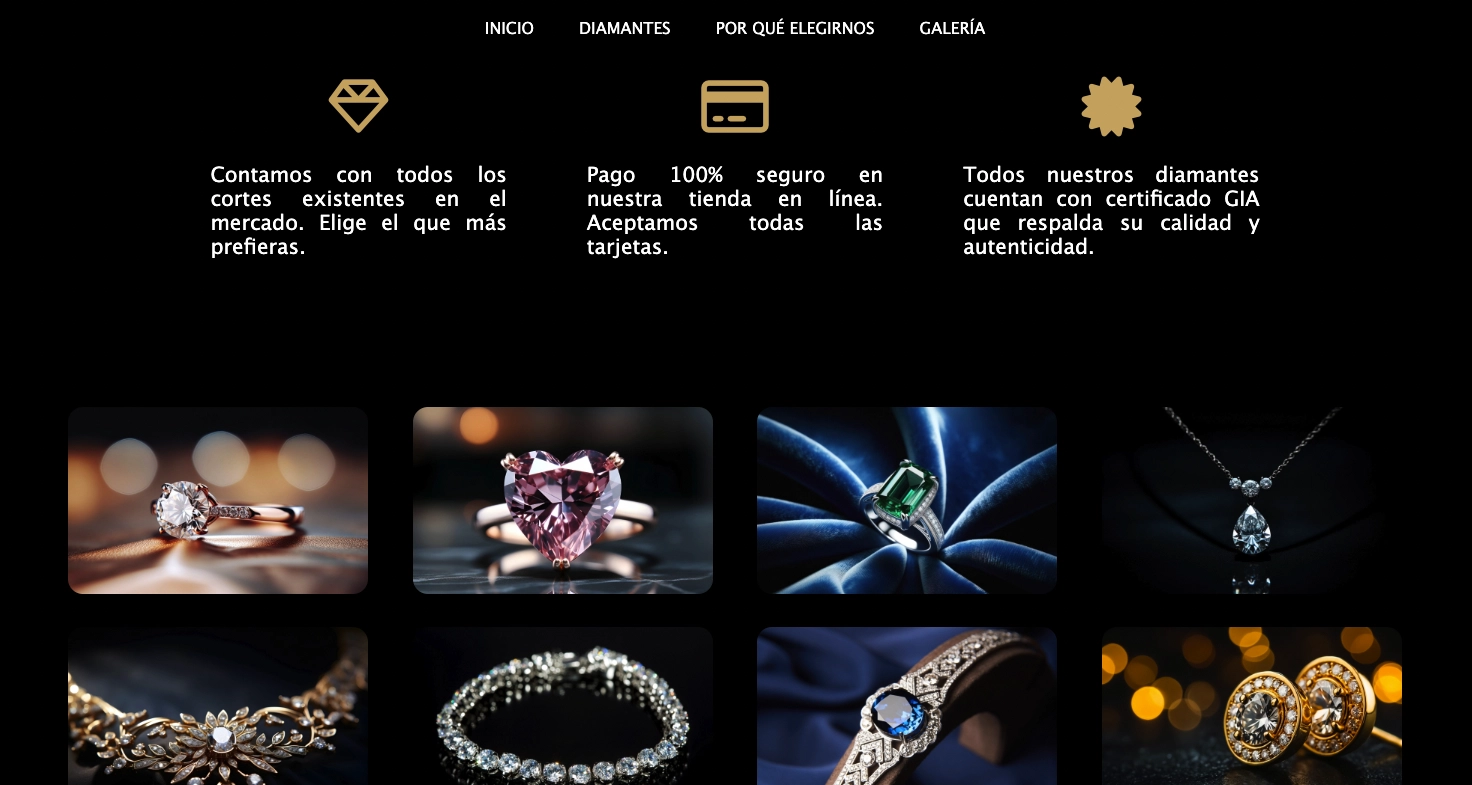 INICIO DIAMANTES POR QUÉ ELEGIRNOS GALERÍA
Contamos con todos los
cortes existentes en el
mercado. Elige el que más
prefieras.
Pago 100% seguro en
nuestra tienda en línea.
Aceptamos todas las
tarjetas.
Todos nuestros diamantes
cuentan con certificado GIA
que respalda su calidad y
autenticidad.